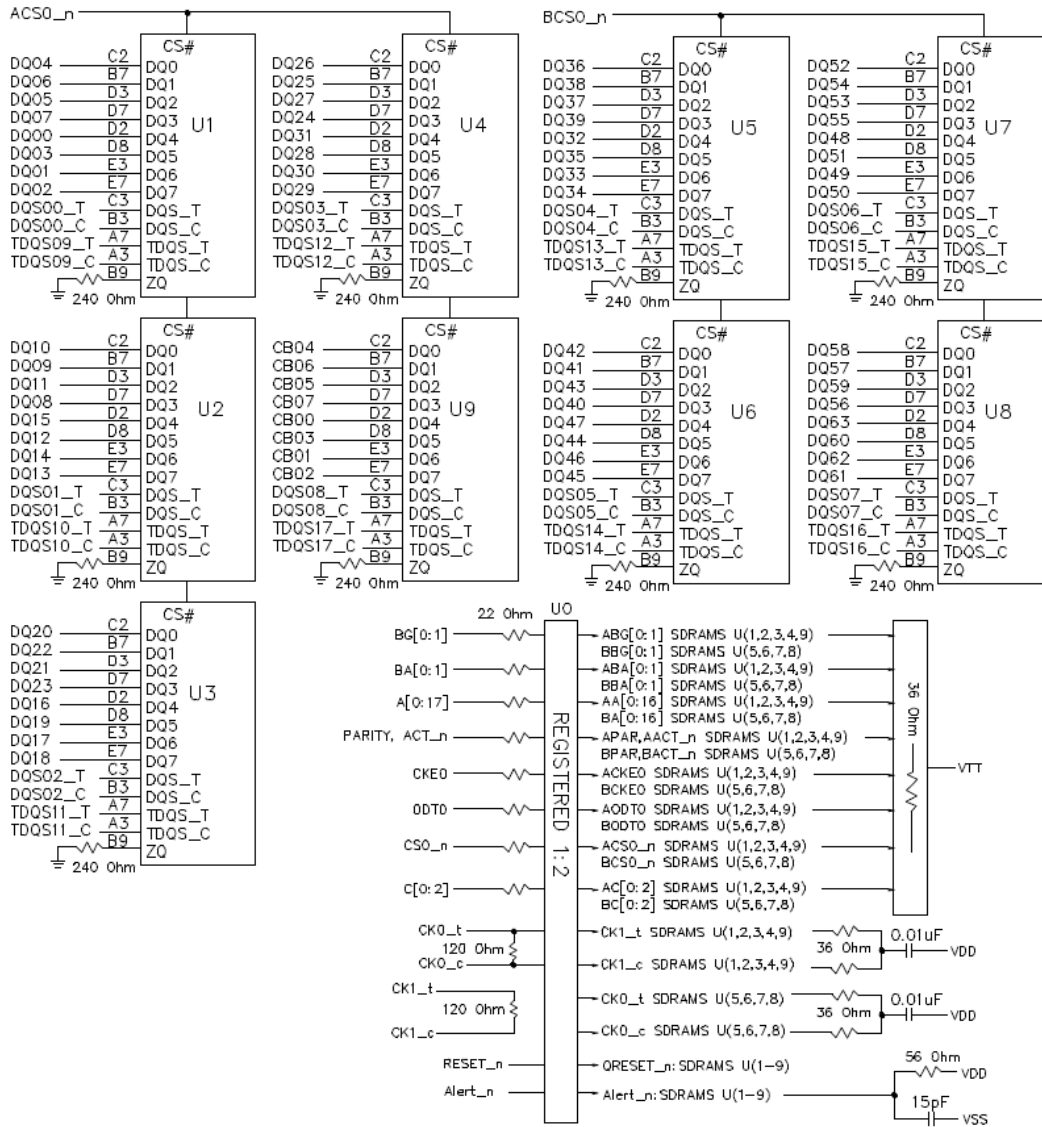 ACS0_n
CS#
DQ04 C2 DQ0
DQ06 B7 DQ1
DQ05 D3 DQ2
DQ07 D7 DQ3
DQ00 D2 DQ4
DQ03 D8 DQ5
DQ01 E3 DQ6
DQ02 E7 DQ7
DQS00_T C3 DQS_T
DQS00_C B3 DQS_C
TDQS09_T A7 TDQS_T
TDQS09_C A3 TDQS_C
B9 ZQ
240 Ohm
U1
CS#
DQ26 C2 DQ0
DQ25 B7 DQ1
DQ27 D3 DQ2
DQ24 D7 DQ3
DQ31 D2 DQ4
DQ28 D8 DQ5
DQ30 E3 DQ6
DQ29 E7 DQ7
DQS03_T C3 DQS_T
DQS03_C B3 DQS_C
TDQS12_T A7 TDQS_T
TDQS12_C A3 TDQS_C
B9 ZQ
240 Ohm
U4
BCS0_n
CS#
DQ36 C2 DQ0
DQ38 B7 DQ1
DQ37 D3 DQ2
DQ39 D7 DQ3
DQ32 D2 DQ4
DQ35 D8 DQ5
DQ33 E3 DQ6
DQ34 E7 DQ7
DQS04_T C3 DQS_T
DQS04_C B3 DQS_C
TDQS13_T A7 TDQS_T
TDQS13_C A3 TDQS_C
B9 ZQ
240 Ohm
U5
CS#
DQ52 C2 DQ0
DQ54 B7 DQ1
DQ53 D3 DQ2
DQ55 D7 DQ3
DQ48 D2 DQ4
DQ51 D8 DQ5
DQ49 E3 DQ6
DQ50 E7 DQ7
DQS06_T C3 DQS_T
DQS06_C B3 DQS_C
TDQS15_T A7 TDQS_T
TDQS15_C A3 TDQS_C
B9 ZQ
240 Ohm
U7
CS#
DQ10 C2 DQ0
DQ09 B7 DQ1
DQ11 D3 DQ2
DQ08 D7 DQ3
DQ15 D2 DQ4
DQ12 D8 DQ5
DQ14 E3 DQ6
DQ13 E7 DQ7
DQS01_T C3 DQS_T
DQS01_C B3 DQS_C
TDQS10_T A7 TDQS_T
TDQS10_C A3 TDQS_C
B9 ZQ
240 Ohm
U2
CS#
CB04 C2 DQ0
CB06 B7 DQ1
CB05 D3 DQ2
CB07 D7 DQ3
CB00 D2 DQ4
CB03 D8 DQ5
CB01 E3 DQ6
CB02 E7 DQ7
DQS08_T C3 DQS_T
DQS08_C B3 DQS_C
TDQS17_T A7 TDQS_T
TDQS17_C A3 TDQS_C
B9 ZQ
240 Ohm
U9
CS#
DQ42 C2 DQ0
DQ41 B7 DQ1
DQ43 D3 DQ2
DQ40 D7 DQ3
DQ47 D2 DQ4
DQ44 D8 DQ5
DQ46 E3 DQ6
DQ45 E7 DQ7
DQS05_T C3 DQS_T
DQS05_C B3 DQS_C
TDQS14_T A7 TDQS_T
TDQS14_C A3 TDQS_C
B9 ZQ
240 Ohm
U6
CS#
DQ58 C2 DQ0
DQ57 B7 DQ1
DQ59 D3 DQ2
DQ56 D7 DQ3
DQ63 D2 DQ4
DQ60 D8 DQ5
DQ62 E3 DQ6
DQ61 E7 DQ7
DQS07_T C3 DQS_T
DQS07_C B3 DQS_C
TDQS16_T A7 TDQS_T
TDQS16_C A3 TDQS_C
B9 ZQ
240 Ohm
U8
CS#
DQ20 C2 DQ0
DQ22 B7 DQ1
DQ21 D3 DQ2
DQ23 D7 DQ3
DQ16 D2 DQ4
DQ19 D8 DQ5
DQ17 E3 DQ6
DQ18 E7 DQ7
DQS02_T C3 DQS_T
DQS02_C B3 DQS_C
TDQS11_T A7 TDQS_T
TDQS11_C A3 TDQS_C
B9 ZQ
240 Ohm
U3
22 Ohm
U0
REGISTERED 1:2
BG[0:1]
ABG[0:1] SDRAMS U(1,2,3,4,9)
BBG[0:1] SDRAMS U(5,6,7,8)
BA[0:1]
ABA[0:1] SDRAMS U(1,2,3,4,9)
BBA[0:1] SDRAMS U(5,6,7,8)
A[0:17]
AA[0:16] SDRAMS U(1,2,3,4,9)
BA[0:16] SDRAMS U(5,6,7,8)
PARITY, ACT_n
APAR,AACT_n SDRAMS U(1,2,3,4,9)
BPAR,BACT_n SDRAMS U(5,6,7,8)
CKE0
ACKE0 SDRAMS U(1,2,3,4,9)
BCKE0 SDRAMS U(5,6,7,8)
ODT0
AODT0 SDRAMS U(1,2,3,4,9)
BODT0 SDRAMS U(5,6,7,8)
CS0_n
ACS0_n SDRAMS U(1,2,3,4,9)
BCS0_n SDRAMS U(5,6,7,8)
C[0:2]
AC[0:2] SDRAMS U(1,2,3,4,9)
BC[0:2] SDRAMS U(5,6,7,8)
36 Ohm
VTT
CK0_t
120 Ohm
CK0_c
CK1_t SDRAMS U(1,2,3,4,9)
CK1_c SDRAMS U(1,2,3,4,9)
36 Ohm
0.01uF
VDD
CK1_t
120 Ohm
CK1_c
CK0_t SDRAMS U(5,6,7,8)
CK0_c SDRAMS U(5,6,7,8)
36 Ohm
0.01uF
VDD
RESET_n
QRESET_n: SDRAMS U(1-9)
Alert_n
Alert_n: SDRAMS U(1-9)
56 Ohm
VDD
15pF
VSS